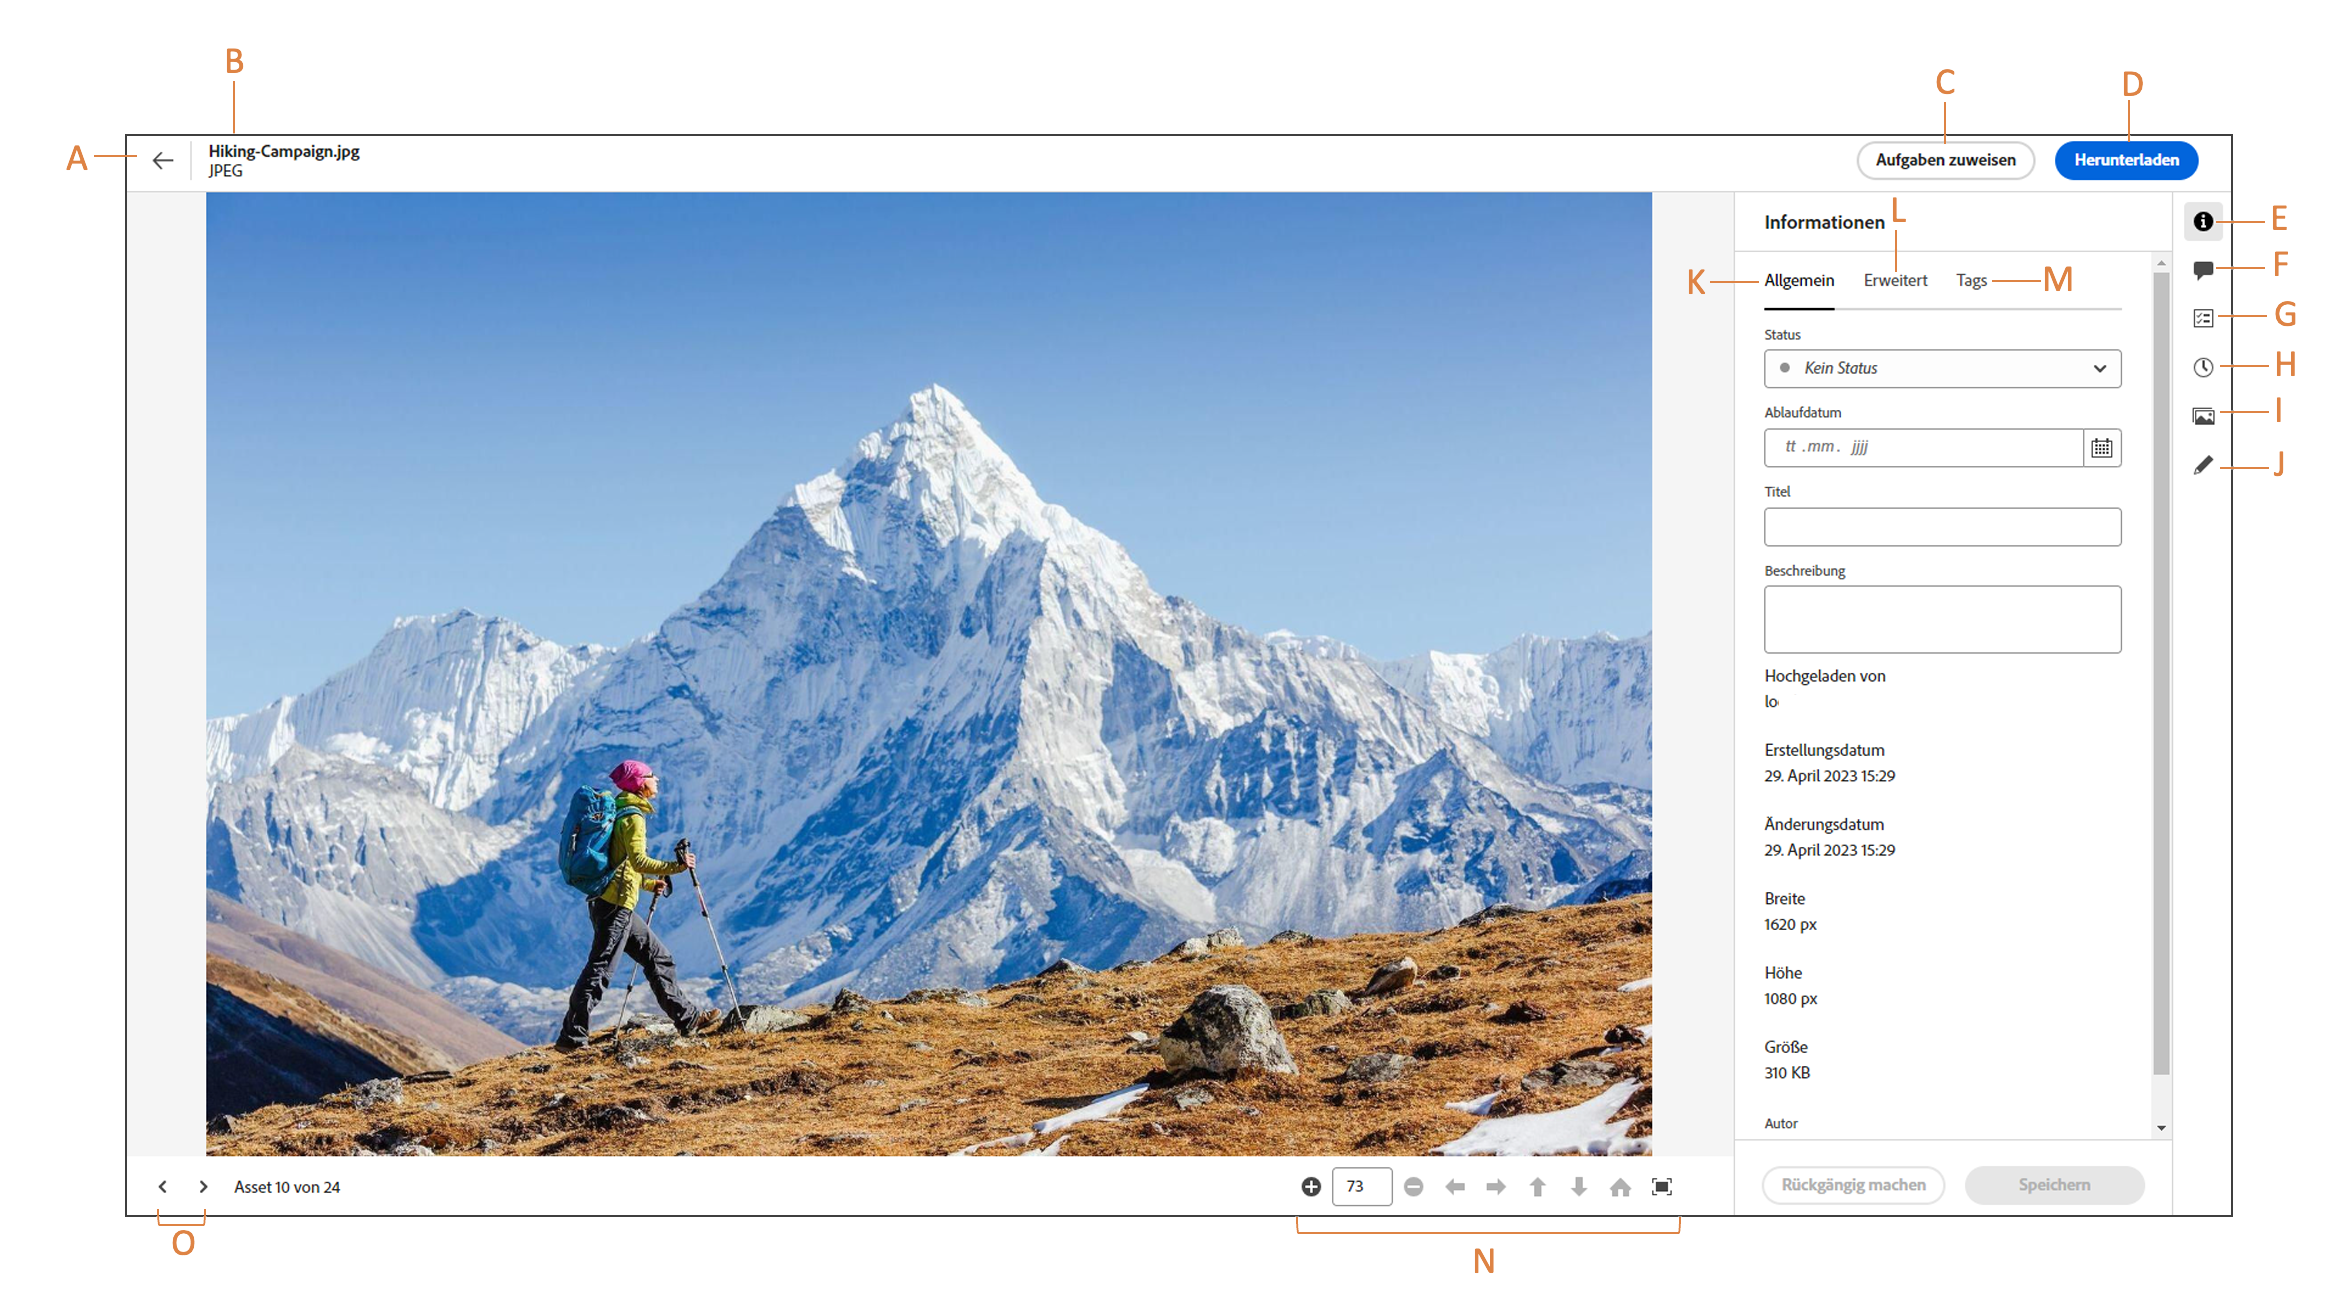 B
C
D
A
Hiking-Campaign.jpg
JPEG
Aufgaben zuweisen
Herunterladen
Informationen
L
E
K
Allgemein
Erweitert
Tags
M
F
G
H
I
J
Status
Kein Status
Ablaufdatum
tt .mm. jjjj
Titel
Beschreibung
Hochgeladen von
lo
Erstellungsdatum
29. April 2023 15:29
Änderungsdatum
29. April 2023 15:29
Breite
1620 px
Höhe
1080 px
Größe
310 KB
Autor
Asset 10 von 24
73
Rückgängig machen
Speichern
O
N